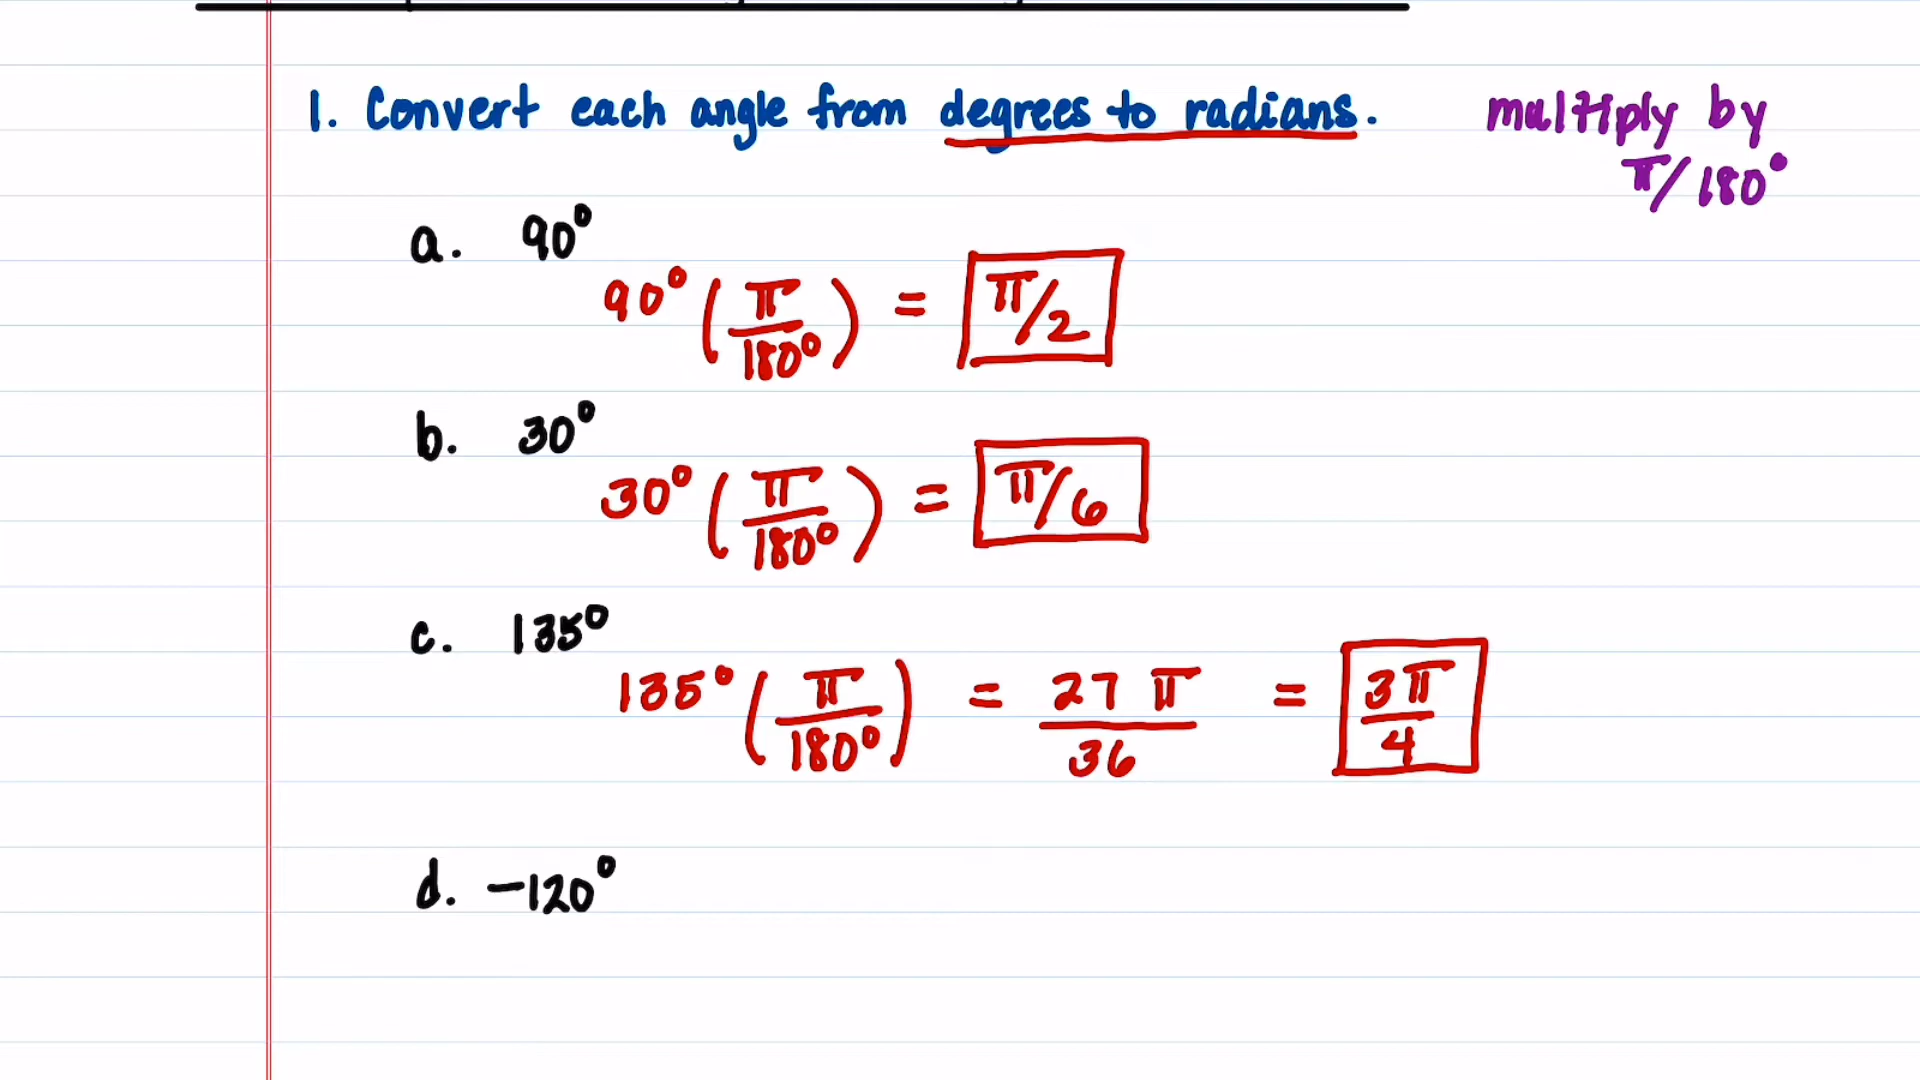 1. Convert each angle from degrees to radians.
multiply by
π/180°
a. 90°
90° (π/180°) = π/2
b. 30°
30° (π/180°) = π/6
c. 135°
135° (π/180°) = 27π/36 = 3π/4
d. -120°